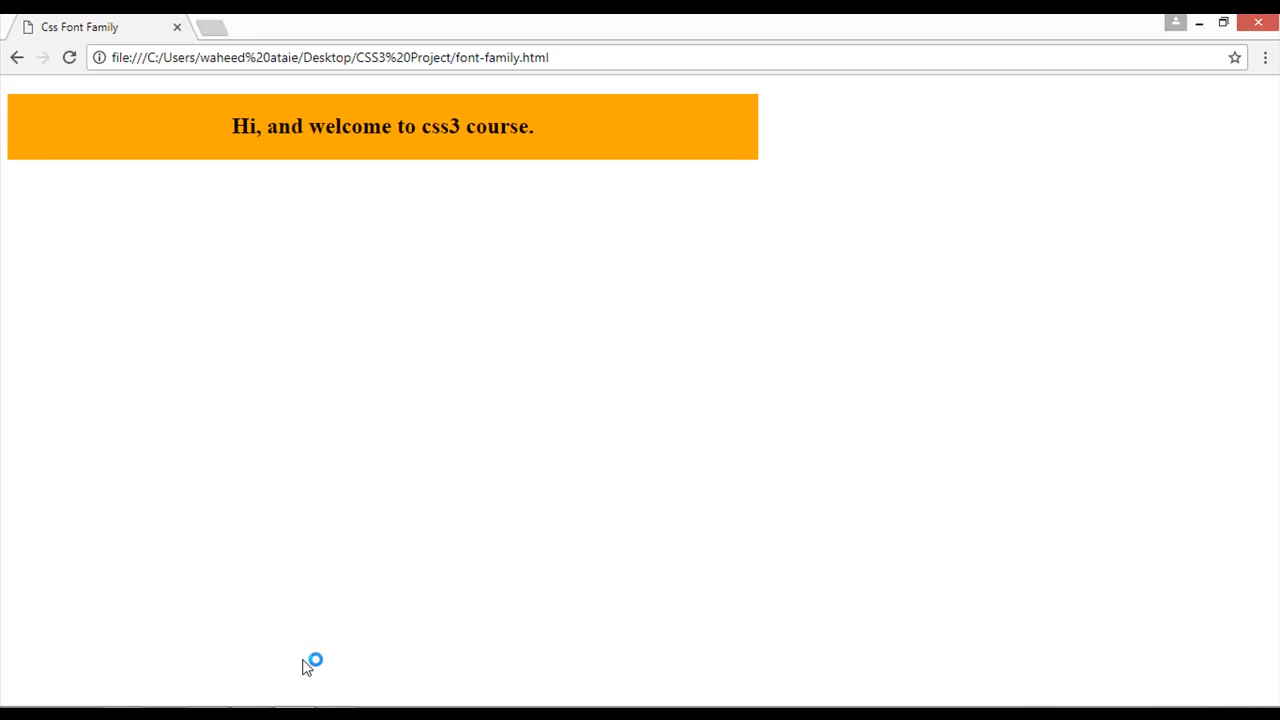 Css Font Family
file:///C:/Users/waheed%20ataie/Desktop/CSS3%20Project/font-family.html
Hi, and welcome to css3 course.